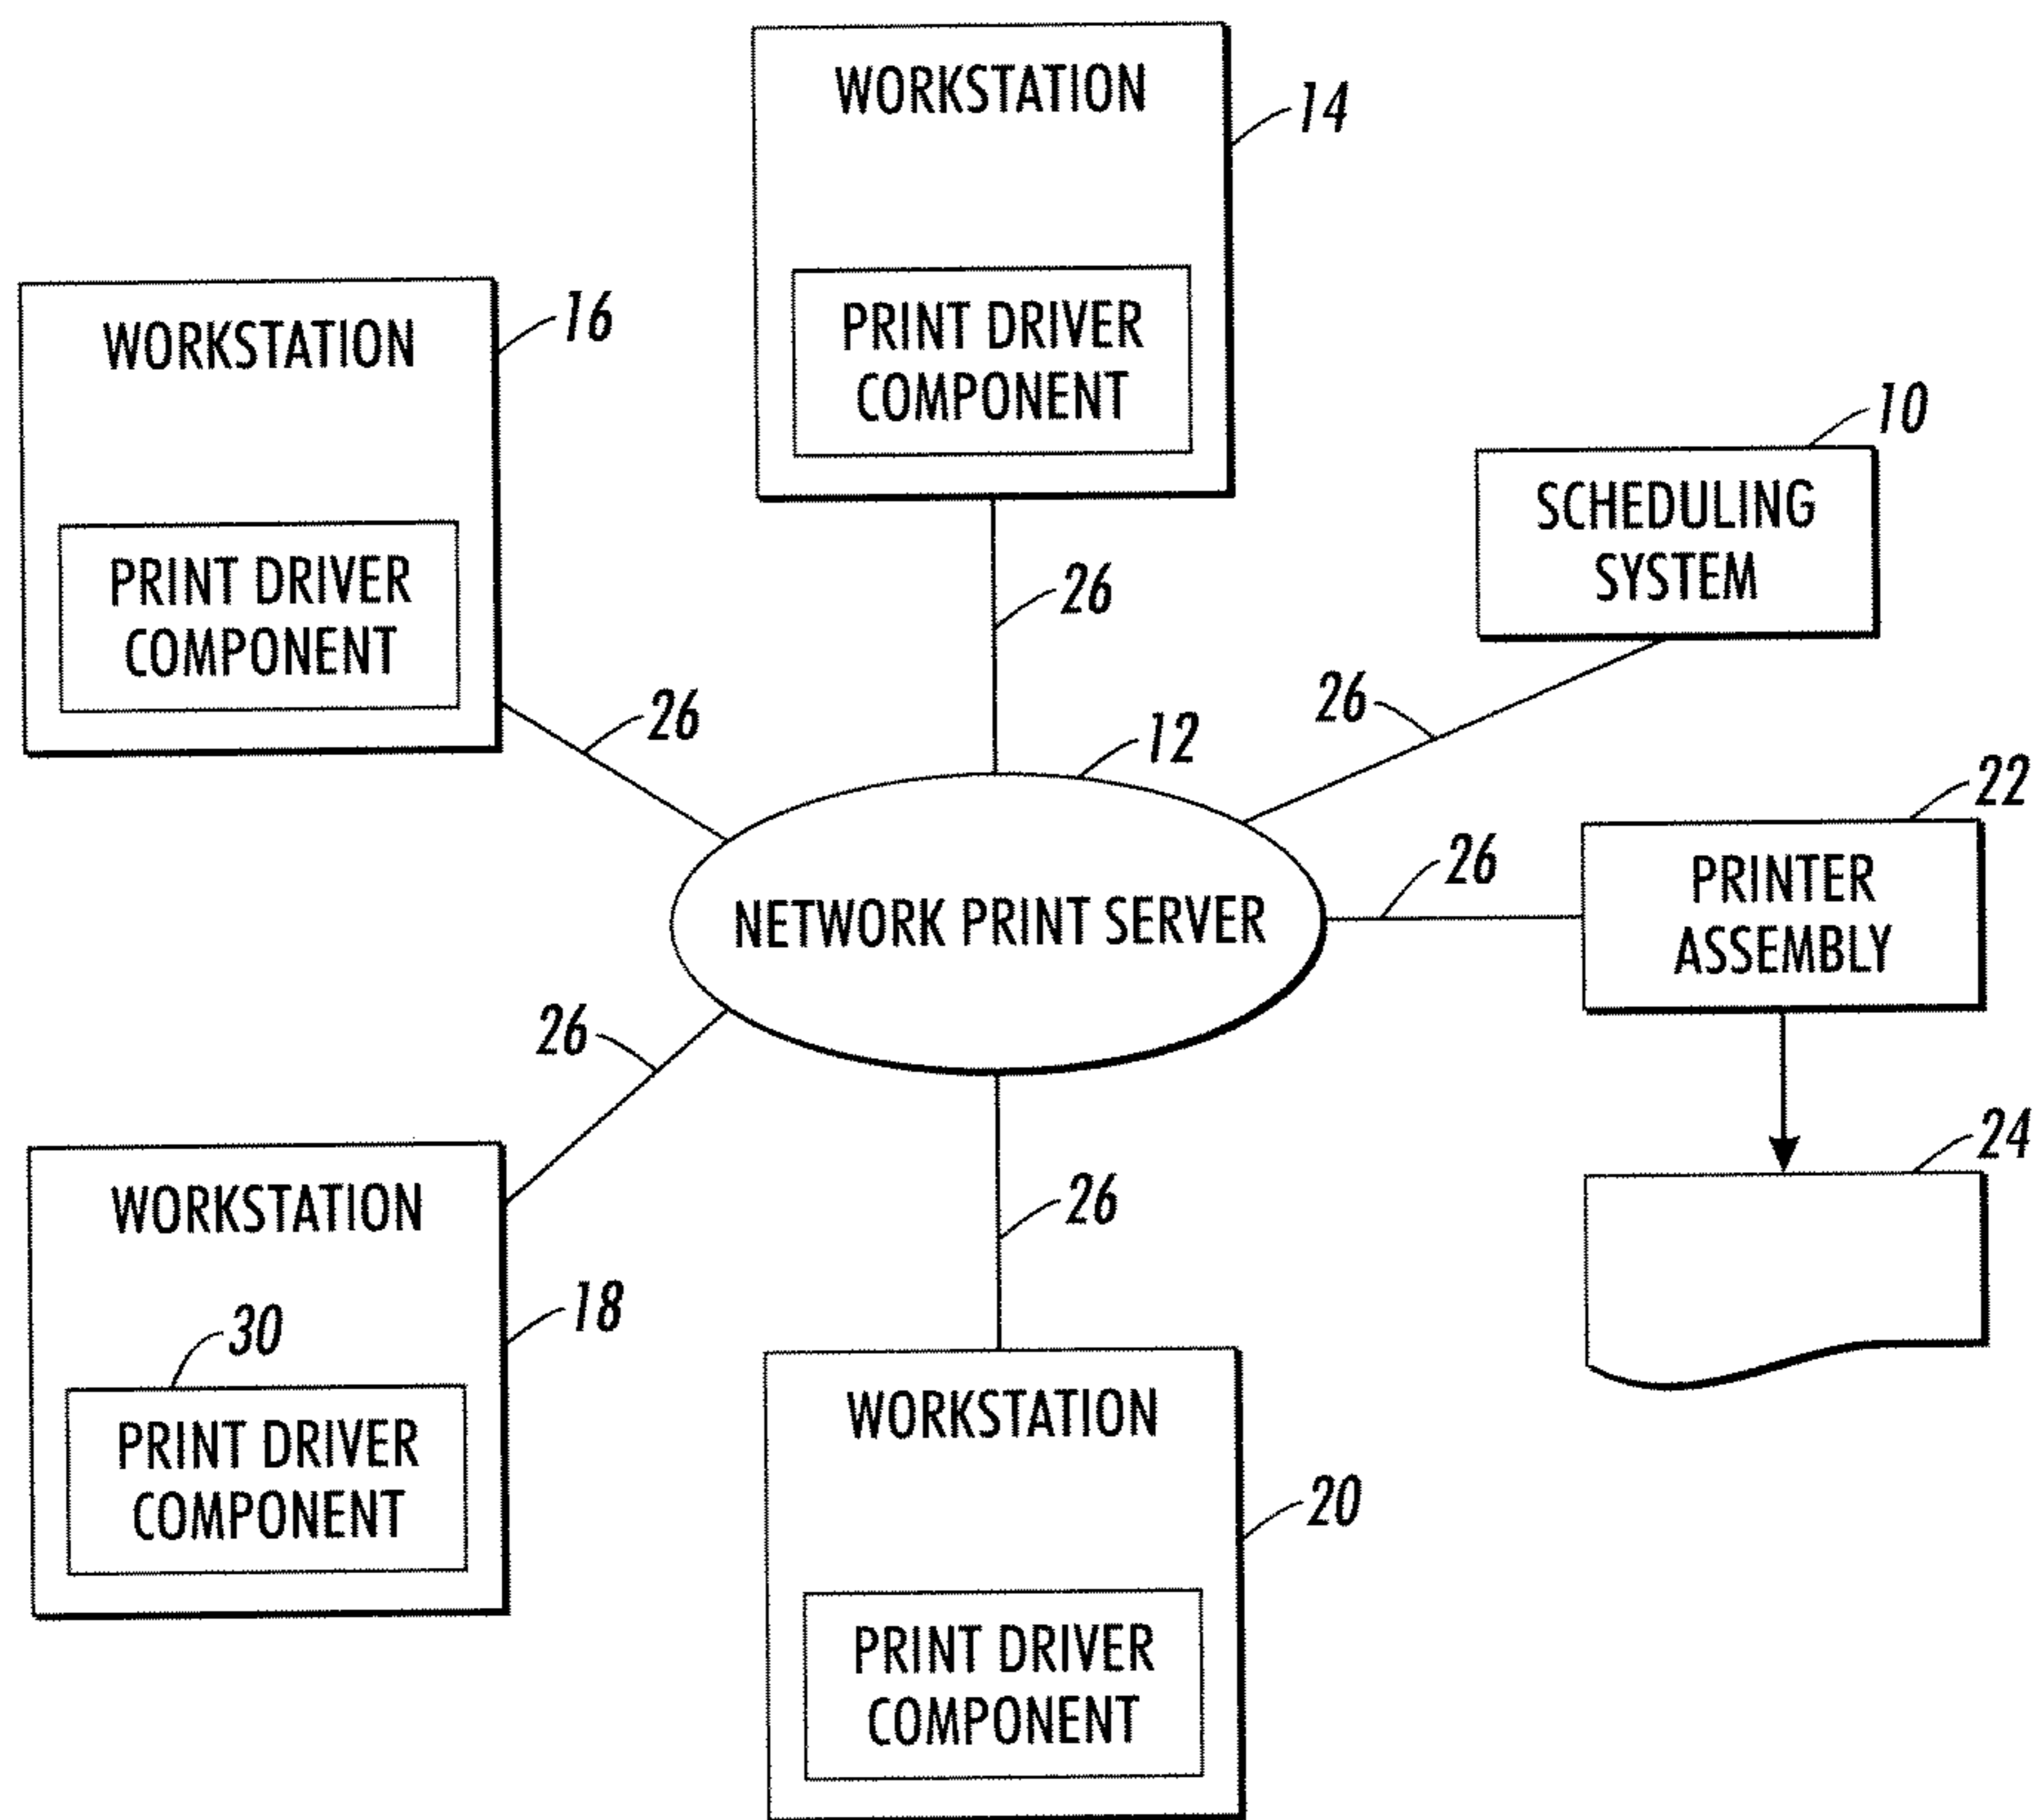 WORKSTATION
14
PRINT DRIVER
COMPONENT
WORKSTATION
16
PRINT DRIVER
COMPONENT
10
SCHEDULING
SYSTEM
26
26
26
12
NETWORK PRINT SERVER
22
26
PRINTER
ASSEMBLY
24
26
WORKSTATION
18
30
PRINT DRIVER
COMPONENT
26
WORKSTATION
20
PRINT DRIVER
COMPONENT